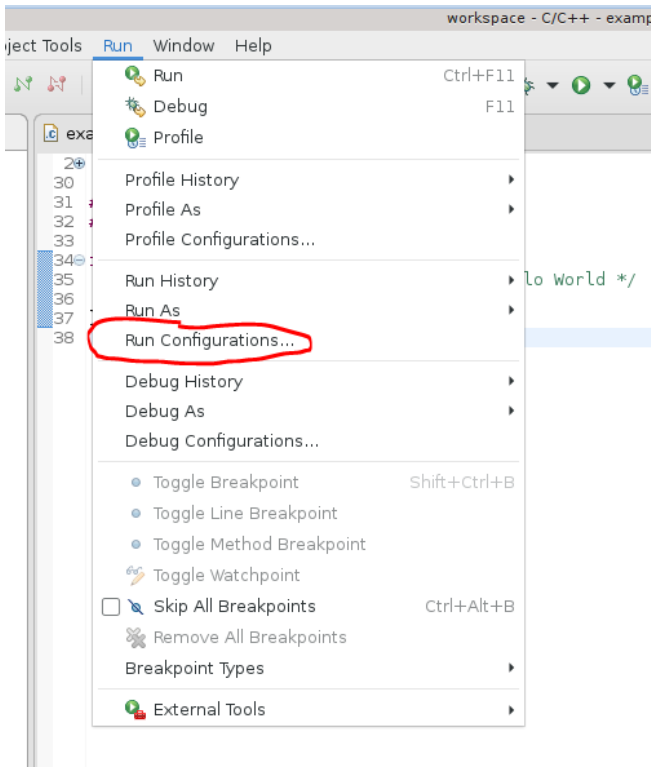 workspace - C/C++ - examp
ject Tools Run Window Help
exa
Run Ctrl+F11
Debug F11
Profile
2
30
Profile History
31 #
Profile As
32 #
33
Profile Configurations...
34
35
Run History
lo World */
36
Run As
37
38
Run Configurations...
Debug History
Debug As
Debug Configurations...
Toggle Breakpoint Shift+Ctrl+B
Toggle Line Breakpoint
Toggle Method Breakpoint
Toggle Watchpoint
Skip All Breakpoints Ctrl+Alt+B
Remove All Breakpoints
Breakpoint Types
External Tools